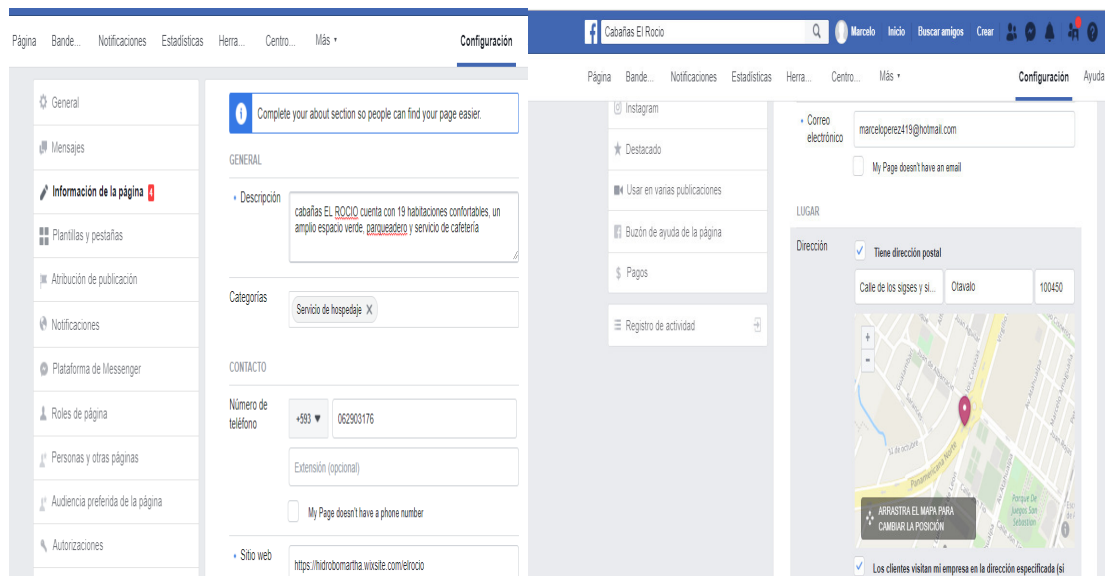 Página Bande... Notificaciones Estadísticas Herra... Centro... Más Configuración
General
Mensajes
Información de la página 4
Plantillas y pestañas
Atribución de publicación
Notificaciones
Plataforma de Messenger
Roles de página
Personas y otras páginas
Audiencia preferida de la página
Autorizaciones
Complete your about section so people can find your page easier.
GENERAL
Descripción
cabañas EL ROCIO cuenta con 19 habitaciones confortables, un
amplio espacio verde, parqueadero y servicio de cafetería
Categorías
Servicio de hospedaje X
CONTACTO
Número de
teléfono
+593 062903176
Extensión (opcional)
My Page doesn't have a phone number
Sitio web
https://hidrobomartha.wixsite.com/elrocio
Cabañas El Rocio Marcelo Inicio Buscar amigos Crear
Página Bande... Notificaciones Estadísticas Herra... Centro... Más Configuración Ayuda
Instagram
Destacado
Usar en varias publicaciones
Buzón de ayuda de la página
$ Pagos
Registro de actividad
Correo
electrónico
marceloperez419@hotmail.com
My Page doesn't have an email
LUGAR
Dirección
Tiene dirección postal
Calle de los sigses y si... Otavalo 100450
+
-
Panamericana Norte
Parque De
Juegos San
Sebastian
ARRASTRA EL MAPA PARA
CAMBIAR LA POSICIÓN
Los clientes visitan mi empresa en la dirección especificada (si